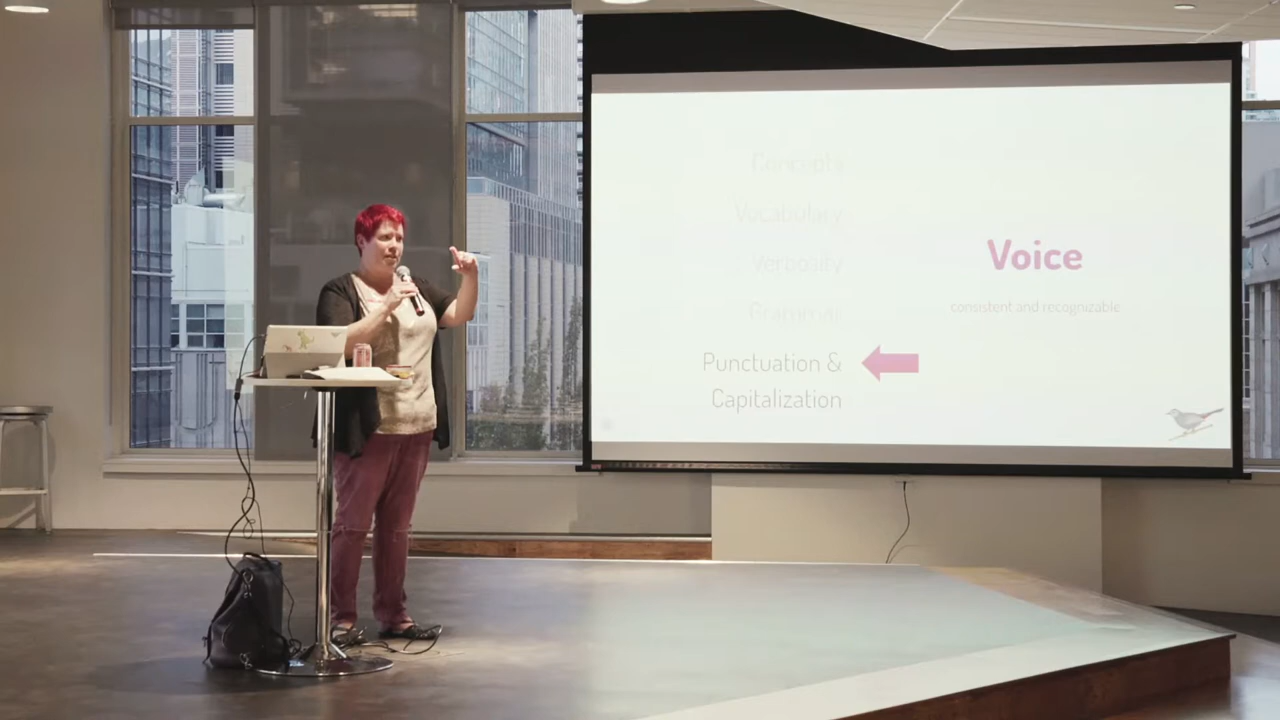 Concepts
Vocabulary
Verbosity
Grammar
Punctuation &
Capitalization
Voice
consistent and recognizable